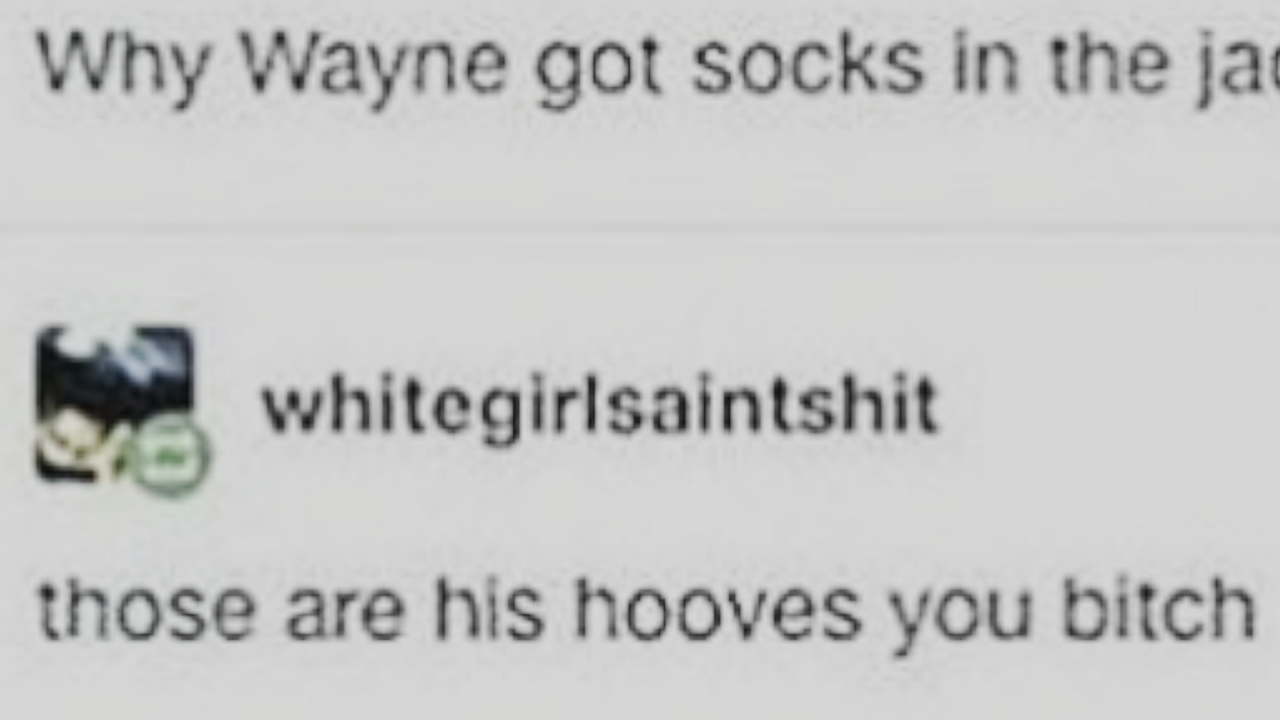 Why Wayne got socks in the
whitegirlsaintshit
those are his hooves you bitch